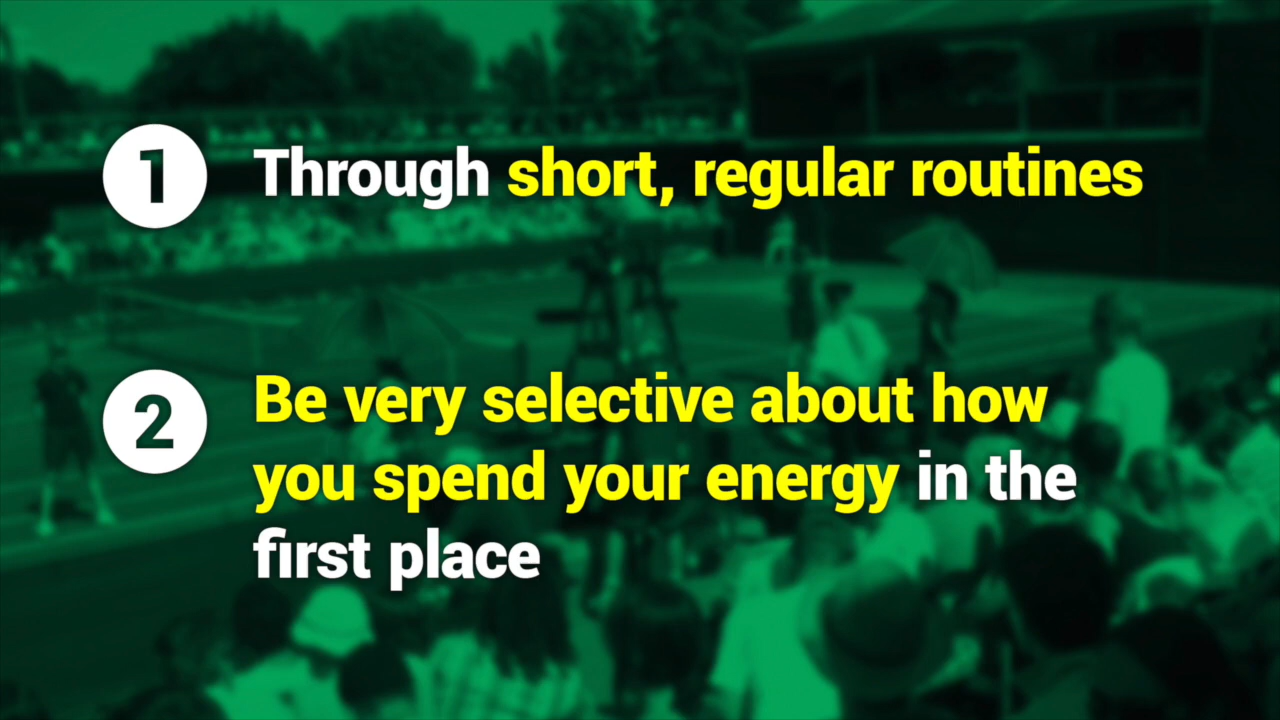 1 Through short, regular routines
2 Be very selective about how
you spend your energy in the
first place